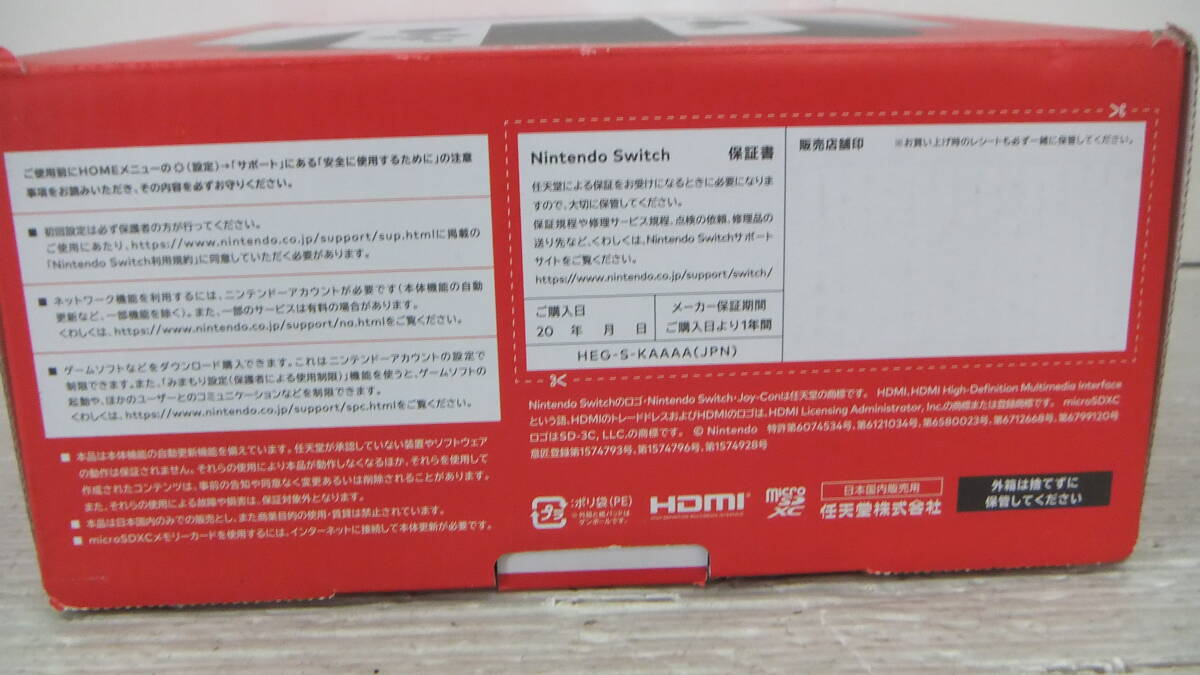 ご使用前にHOMEメニューの(設定)→「サポート」にある「安全に使用するために」の注意
事項をお読みいただき、その内容を必ずお守りください。
■ 初回設定は必ず保護者の方が行ってください。
ご使用にあたり、https://www.nintendo.co.jp/support/sup.htmlに掲載の
「Nintendo Switch利用規約」に同意していただく必要があります。
■ ネットワーク機能を利用するには、ニンテンドーアカウントが必要です(本体機能の自動
更新など、一部機能を除く)。また、一部のサービスは有料の場合があります。
くわしくは、https://www.nintendo.co.jp/support/na.htmlをご覧ください。
■ ゲームソフトなどをダウンロード購入できます。これはニンテンドーアカウントの設定で
制限できます。また、「みまもり設定(保護者による使用制限)」機能を使うと、ゲームソフトの
起動や、ほかのユーザーとのコミュニケーションなどを制限できます。
くわしくは、https://www.nintendo.co.jp/support/spc.htmlをご覧ください。
■ 本品は本体機能の自動更新機能を備えています。任天堂が承認していない装置やソフトウェア
の動作は保証されません。それらの使用により本品が動作しなくなるほか、それらを使用して
作成されたコンテンツは、事前の告知や同意なく変更あるいは削除されることがあります。
また、それらの使用による故障や損害は、保証対象外となります。
■ 本品は日本国内のみでの販売とし、また商業目的の使用・賃貸は禁止されています。
■ microSDXCメモリーカードを使用するには、インターネットに接続して本体更新が必要です。
Nintendo Switch 保証書
任天堂による保証をお受けになるときに必要になりま
すので、大切に保管してください。
保証規程や修理サービス規程、点検の依頼、修理品の
送り先など、くわしくは、Nintendo Switchサポート
サイトをご覧ください。
https://www.nintendo.co.jp/support/switch/
ご購入日
20 年 月 日
メーカー保証期間
ご購入日より1年間
HEG-S-KAAAA(JPN)
販売店舗印 ※お買い上げ時のレシートも必ず一緒に保管してください。
Nintendo Switchのロゴ・Nintendo Switch・Joy-Conは任天堂の商標です。 HDMI、HDMI High-Definition Multimedia Interface
という語、HDMIのトレードドレスおよびHDMIのロゴは、HDMI Licensing Administrator, Inc.の商標または登録商標です。 microSDXC
ロゴはSD-3C, LLC.の商標です。 © Nintendo 特許第6074534号、第6121034号、第6580023号、第6712668号、第6799120号
意匠登録第1574793号、第1574796号、第1574928号
プラ
:ポリ袋(PE)
※外箱と紙パッドは
ダンボールです。
HDMI
HIGH-DEFINITION MULTIMEDIA INTERFACE
micro
SD
XC
日本国内販売用
任天堂株式会社
外箱は捨てずに
保管してください